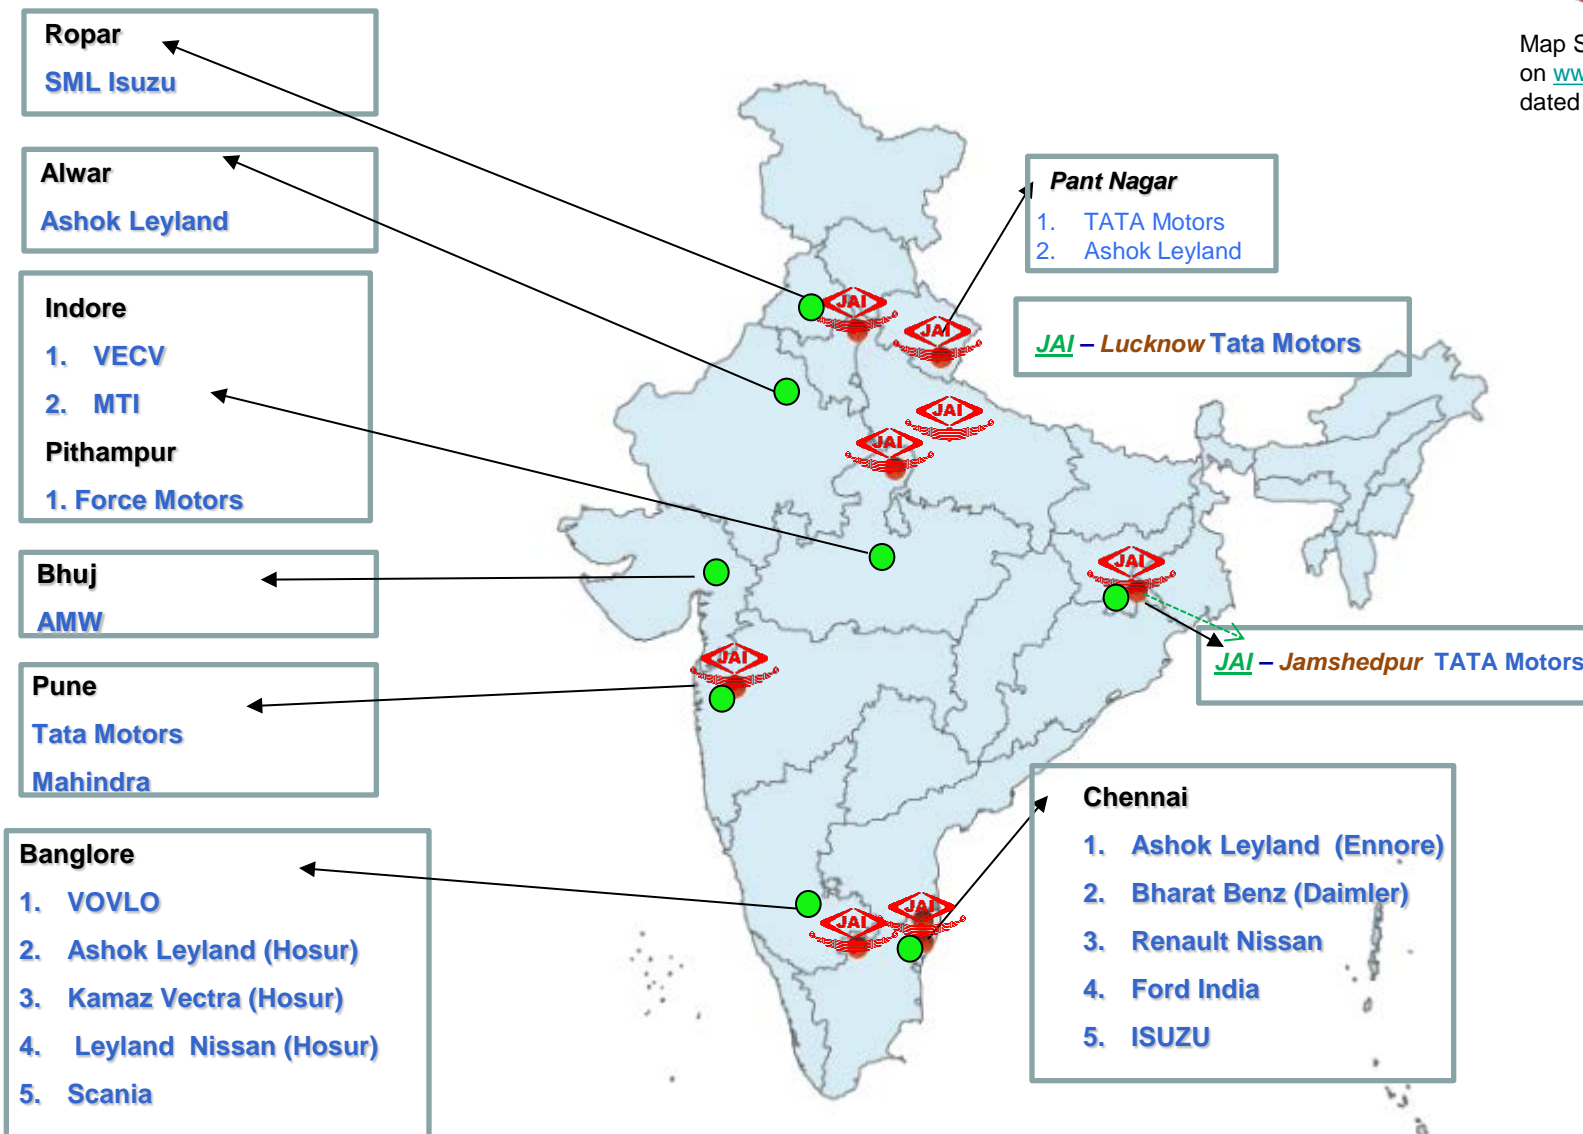 Ropar
SML Isuzu
Alwar
Ashok Leyland
Indore
1. VECV
2. MTI
Pithampur
1. Force Motors
Bhuj
AMW
Pune
Tata Motors
Mahindra
Banglore
1. VOVLO
2. Ashok Leyland (Hosur)
3. Kamaz Vectra (Hosur)
4. Leyland Nissan (Hosur)
5. Scania
Map S
on ww
dated
Pant Nagar
1. TATA Motors
2. Ashok Leyland
JAI – Lucknow Tata Motors
JAI
JAI
JAI
JAI
JAI
JAI
JAI
JAI
JAI – Jamshedpur TATA Motors
Chennai
1. Ashok Leyland (Ennore)
2. Bharat Benz (Daimler)
3. Renault Nissan
4. Ford India
5. ISUZU